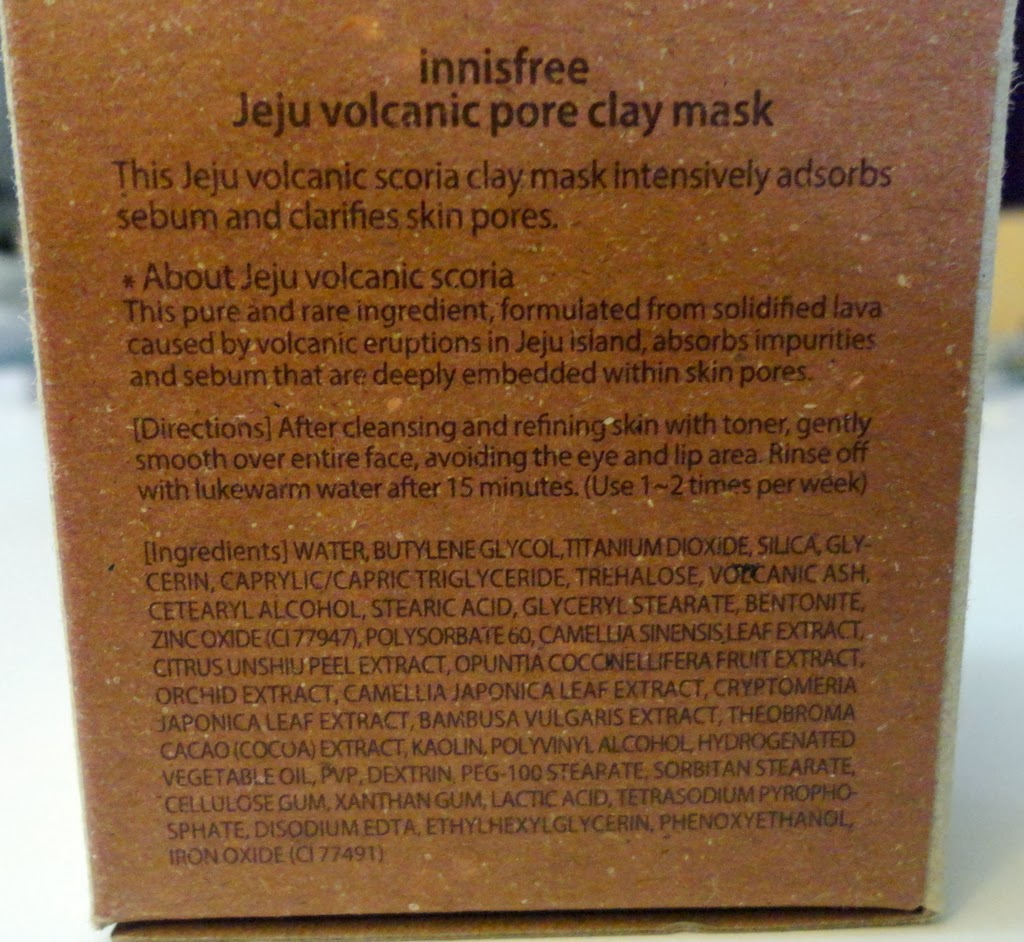 innisfree
Jeju volcanic pore clay mask
This Jeju volcanic scoria clay mask intensively adsorbs
sebum and clarifies skin pores.
* About Jeju volcanic scoria
This pure and rare ingredient, formulated from solidified lava
caused by volcanic eruptions in Jeju island, absorbs impurities
and sebum that are deeply embedded within skin pores.
[Directions] After cleansing and refining skin with toner, gently
smooth over entire face, avoiding the eye and lip area. Rinse off
with lukewarm water after 15 minutes. (Use 1~2 times per week)
[Ingredients] WATER, BUTYLENE GLYCOL, TITANIUM DIOXIDE, SILICA, GLY-
CERIN, CAPRYLIC/CAPRIC TRIGLYCERIDE, TREHALOSE, VOLCANIC ASH,
CETEARYL ALCOHOL, STEARIC ACID, GLYCERYL STEARATE, BENTONITE,
ZINC OXIDE (CI 77947), POLYSORBATE 60, CAMELLIA SINENSIS LEAF EXTRACT,
CITRUS UNSHIU PEEL EXTRACT, OPUNTIA COCCINELLIFERA FRUIT EXTRACT,
ORCHID EXTRACT, CAMELLIA JAPONICA LEAF EXTRACT, CRYPTOMERIA
JAPONICA LEAF EXTRACT, BAMBUSA VULGARIS EXTRACT, THEOBROMA
CACAO (COCOA) EXTRACT, KAOLIN, POLYVINYL ALCOHOL, HYDROGENATED
VEGETABLE OIL, PVP, DEXTRIN, PEG-100 STEARATE, SORBITAN STEARATE,
CELLULOSE GUM, XANTHAN GUM, LACTIC ACID, TETRASODIUM PYROPHO-
SPHATE, DISODIUM EDTA, ETHYLHEXYLGLYCERIN, PHENOXYETHANOL,
IRON OXIDE (CI 77491)